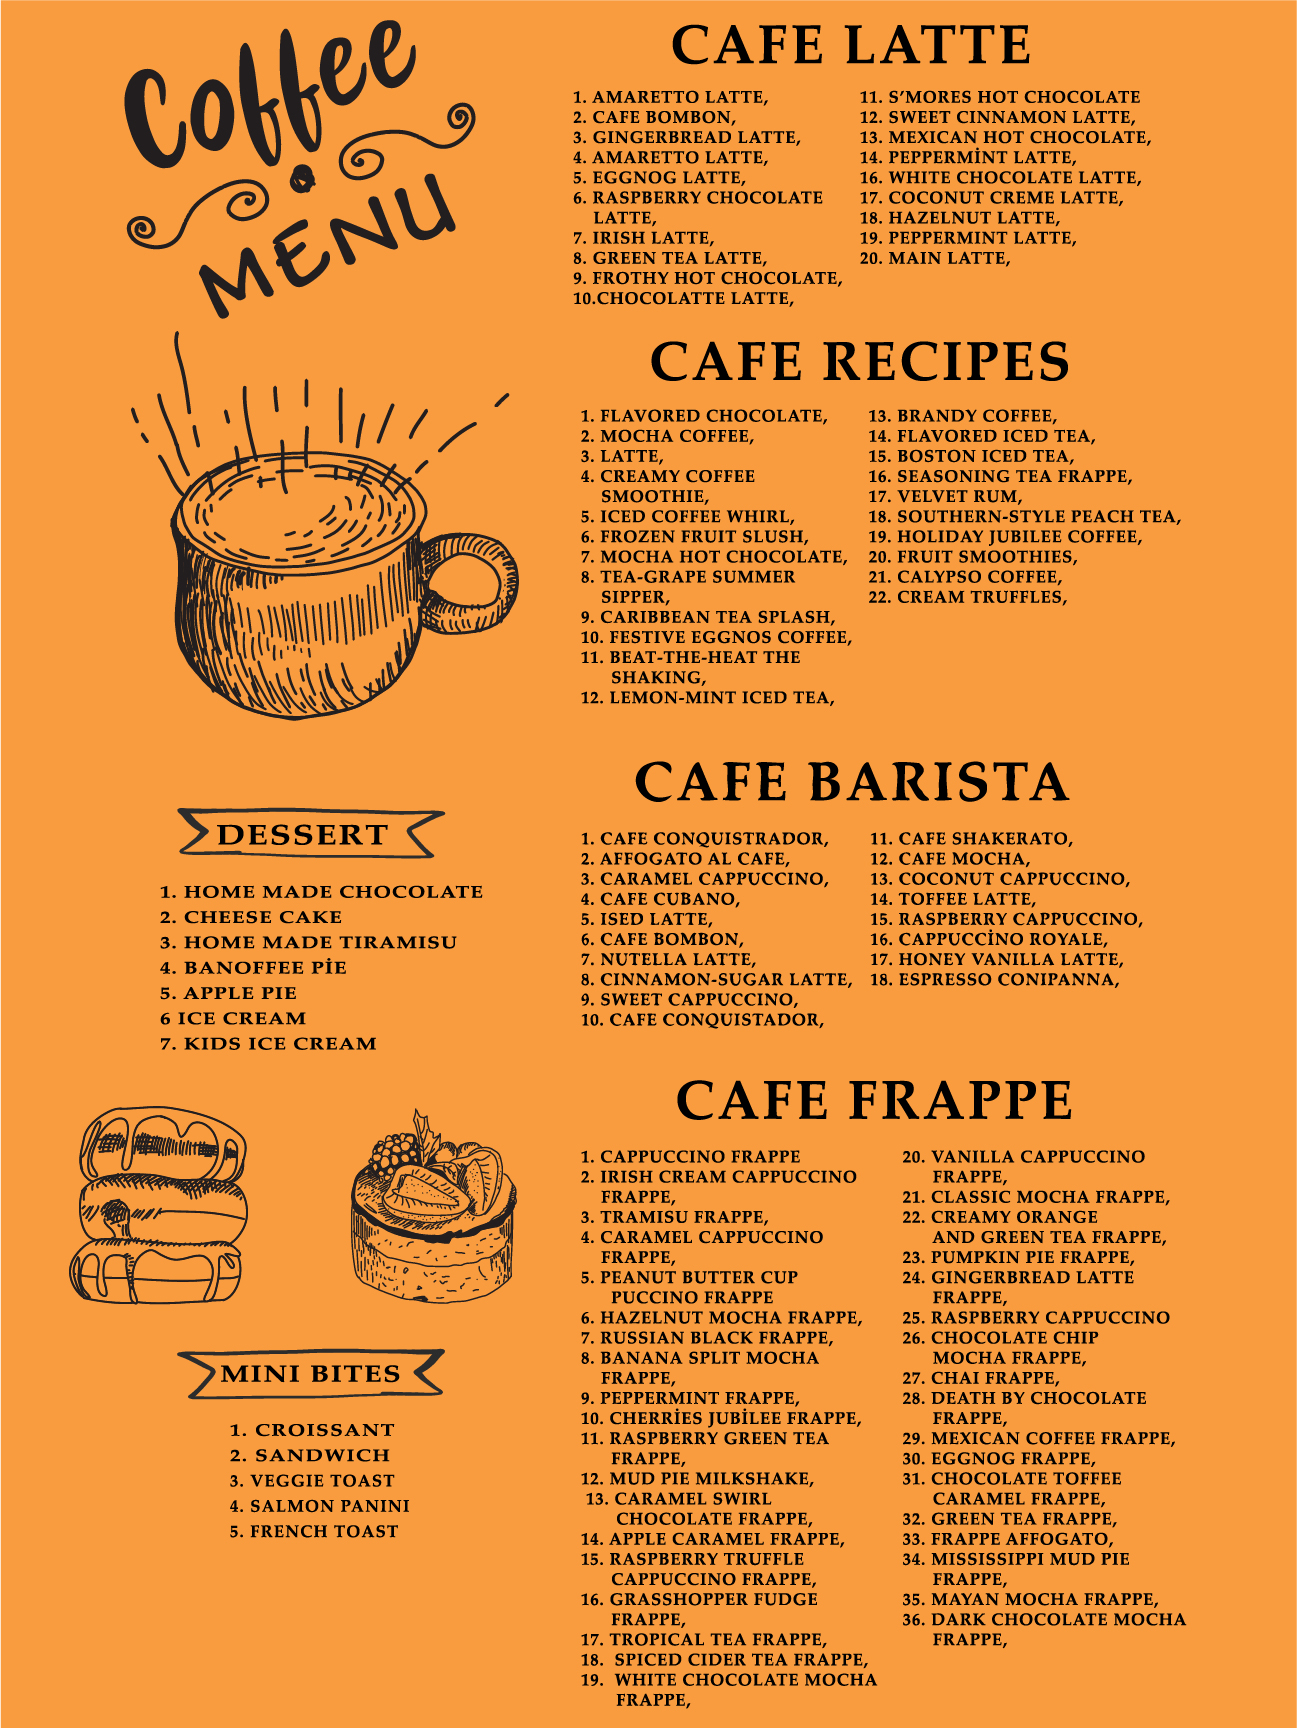 Coffee
MENU
CAFE LATTE
1. AMARETTO LATTE,
2. CAFE BOMBON,
3. GINGERBREAD LATTE,
4. AMARETTO LATTE,
5. EGGNOG LATTE,
6. RASPBERRY CHOCOLATE
LATTE,
7. IRISH LATTE,
8. GREEN TEA LATTE,
9. FROTHY HOT CHOCOLATE,
10.CHOCOLATTE LATTE,
11. S’MORES HOT CHOCOLATE
12. SWEET CINNAMON LATTE,
13. MEXICAN HOT CHOCOLATE,
14. PEPPERMİNT LATTE,
16. WHITE CHOCOLATE LATTE,
17. COCONUT CREME LATTE,
18. HAZELNUT LATTE,
19. PEPPERMINT LATTE,
20. MAIN LATTE,
CAFE RECIPES
1. FLAVORED CHOCOLATE,
2. MOCHA COFFEE,
3. LATTE,
4. CREAMY COFFEE
SMOOTHIE,
5. ICED COFFEE WHIRL,
6. FROZEN FRUIT SLUSH,
7. MOCHA HOT CHOCOLATE,
8. TEA-GRAPE SUMMER
SIPPER,
9. CARIBBEAN TEA SPLASH,
10. FESTIVE EGGNOS COFFEE,
11. BEAT-THE-HEAT THE
SHAKING,
12. LEMON-MINT ICED TEA,
13. BRANDY COFFEE,
14. FLAVORED ICED TEA,
15. BOSTON ICED TEA,
16. SEASONING TEA FRAPPE,
17. VELVET RUM,
18. SOUTHERN-STYLE PEACH TEA,
19. HOLIDAY JUBILEE COFFEE,
20. FRUIT SMOOTHIES,
21. CALYPSO COFFEE,
22. CREAM TRUFFLES,
CAFE BARISTA
1. CAFE CONQUISTRADOR,
2. AFFOGATO AL CAFE,
3. CARAMEL CAPPUCCINO,
4. CAFE CUBANO,
5. ISED LATTE,
6. CAFE BOMBON,
7. NUTELLA LATTE,
8. CINNAMON-SUGAR LATTE,
9. SWEET CAPPUCCINO,
10. CAFE CONQUISTADOR,
11. CAFE SHAKERATO,
12. CAFE MOCHA,
13. COCONUT CAPPUCCINO,
14. TOFFEE LATTE,
15. RASPBERRY CAPPUCCINO,
16. CAPPUCCİNO ROYALE,
17. HONEY VANILLA LATTE,
18. ESPRESSO CONIPANNA,
DESSERT
1. HOME MADE CHOCOLATE
2. CHEESE CAKE
3. HOME MADE TIRAMISU
4. BANOFFEE PİE
5. APPLE PIE
6 ICE CREAM
7. KIDS ICE CREAM
MINI BITES
1. CROISSANT
2. SANDWICH
3. VEGGIE TOAST
4. SALMON PANINI
5. FRENCH TOAST
CAFE FRAPPE
1. CAPPUCCINO FRAPPE
2. IRISH CREAM CAPPUCCINO
FRAPPE,
3. TRAMISU FRAPPE,
4. CARAMEL CAPPUCCINO
FRAPPE,
5. PEANUT BUTTER CUP
PUCCINO FRAPPE
6. HAZELNUT MOCHA FRAPPE,
7. RUSSIAN BLACK FRAPPE,
8. BANANA SPLIT MOCHA
FRAPPE,
9. PEPPERMINT FRAPPE,
10. CHERRİES JUBİLEE FRAPPE,
11. RASPBERRY GREEN TEA
FRAPPE,
12. MUD PIE MILKSHAKE,
13. CARAMEL SWIRL
CHOCOLATE FRAPPE,
14. APPLE CARAMEL FRAPPE,
15. RASPBERRY TRUFFLE
CAPPUCCINO FRAPPE,
16. GRASSHOPPER FUDGE
FRAPPE,
17. TROPICAL TEA FRAPPE,
18. SPICED CIDER TEA FRAPPE,
19. WHITE CHOCOLATE MOCHA
FRAPPE,
20. VANILLA CAPPUCCINO
FRAPPE,
21. CLASSIC MOCHA FRAPPE,
22. CREAMY ORANGE
AND GREEN TEA FRAPPE,
23. PUMPKIN PIE FRAPPE,
24. GINGERBREAD LATTE
FRAPPE,
25. RASPBERRY CAPPUCCINO
26. CHOCOLATE CHIP
MOCHA FRAPPE,
27. CHAI FRAPPE,
28. DEATH BY CHOCOLATE
FRAPPE,
29. MEXICAN COFFEE FRAPPE,
30. EGGNOG FRAPPE,
31. CHOCOLATE TOFFEE
CARAMEL FRAPPE,
32. GREEN TEA FRAPPE,
33. FRAPPE AFFOGATO,
34. MISSISSIPPI MUD PIE
FRAPPE,
35. MAYAN MOCHA FRAPPE,
36. DARK CHOCOLATE MOCHA
FRAPPE,